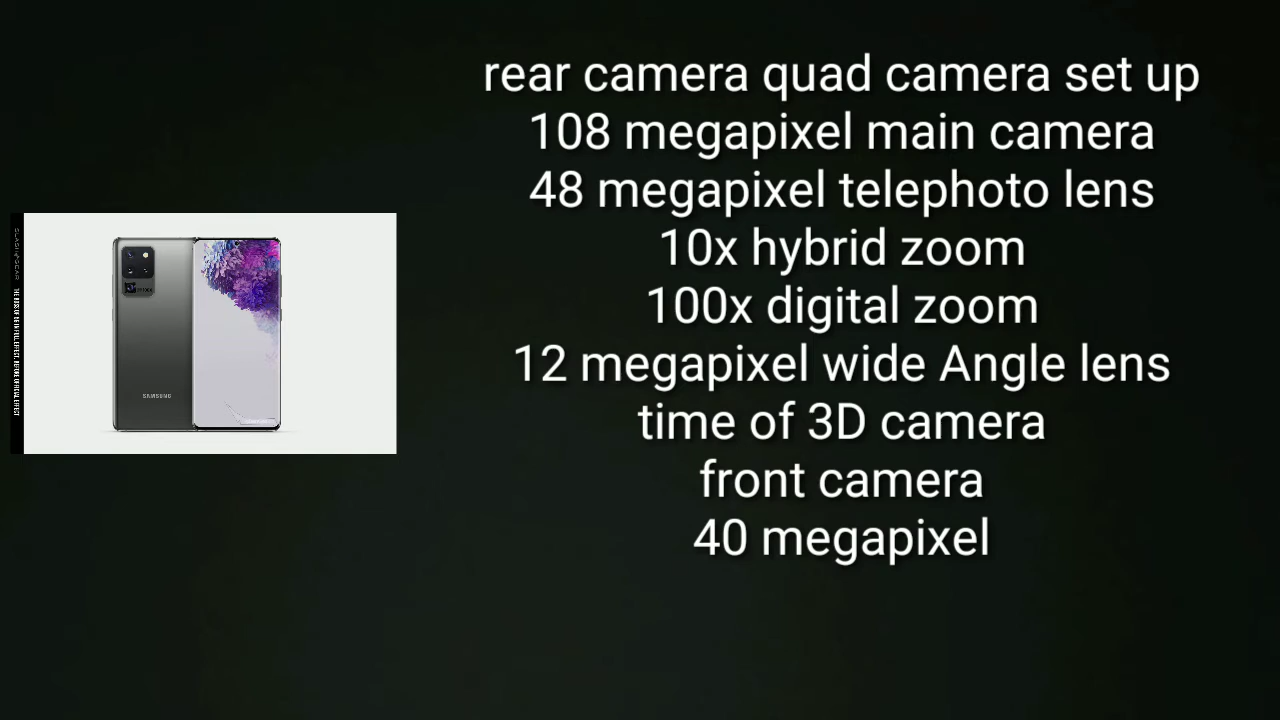 rear camera quad camera set up
108 megapixel main camera
48 megapixel telephoto lens
10x hybrid zoom
100x digital zoom
12 megapixel wide Angle lens
time of 3D camera
front camera
40 megapixel
SAMSUNG